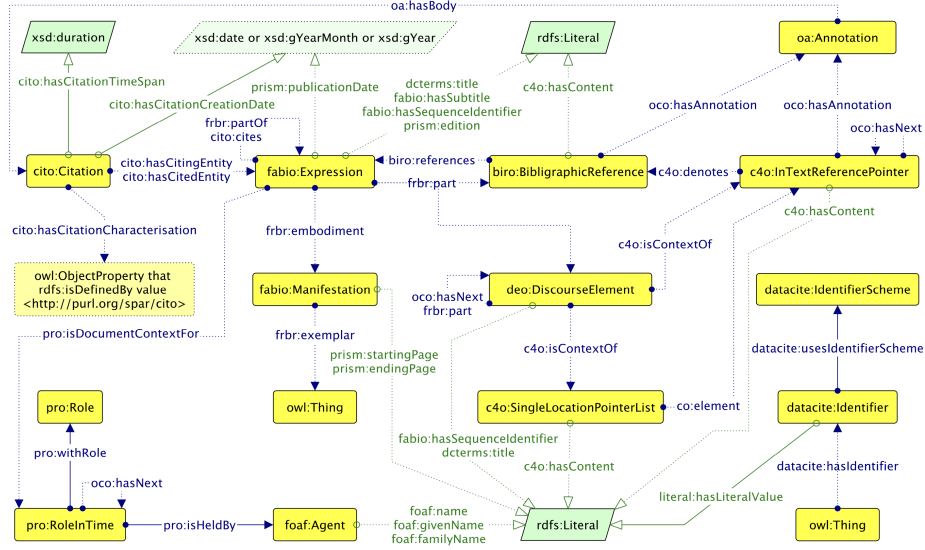 oa:hasBody
xsd:duration
xsd:date or xsd:gYearMonth or xsd:gYear
rdfs:Literal
oa:Annotation
cito:hasCitationTimeSpan
cito:hasCitationCreationDate
prism:publicationDate
dcterms:title
fabio:hasSubtitle
fabio:hasSequenceIdentifier
prism:edition
c4o:hasContent
oco:hasAnnotation
oco:hasAnnotation
frbr:partOf
cito:cites
oco:hasNext
cito:Citation
cito:hasCitingEntity
cito:hasCitedEntity
fabio:Expression
biro:references
frbr:part
biro:BibligraphicReference
c4o:denotes
c4o:InTextReferencePointer
c4o:hasContent
cito:hasCitationCharacterisation
frbr:embodiment
c4o:isContextOf
owl:ObjectProperty that
rdfs:isDefinedBy value
<http://purl.org/spar/cito>
fabio:Manifestation
oco:hasNext
frbr:part
deo:DiscourseElement
datacite:IdentifierScheme
pro:isDocumentContextFor
frbr:exemplar
prism:startingPage
prism:endingPage
c4o:isContextOf
datacite:usesIdentifierScheme
pro:Role
owl:Thing
c4o:SingleLocationPointerList
co:element
datacite:Identifier
pro:withRole
fabio:hasSequenceIdentifier
dcterms:title
c4o:hasContent
datacite:hasIdentifier
oco:hasNext
literal:hasLiteralValue
pro:RoleInTime
pro:isHeldBy
foaf:Agent
foaf:name
foaf:givenName
foaf:familyName
rdfs:Literal
owl:Thing